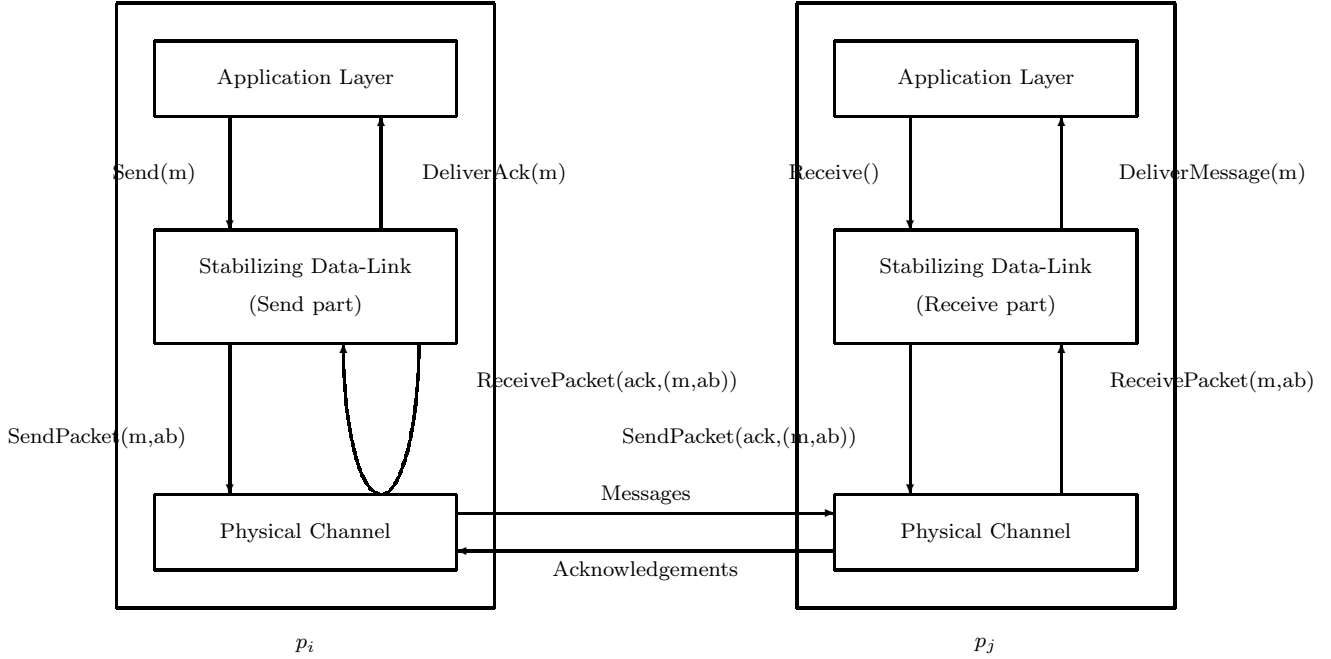 Application Layer
Application Layer
Send(m)
DeliverAck(m)
Receive()
DeliverMessage(m)
Stabilizing Data-Link
(Send part)
Stabilizing Data-Link
(Receive part)
ReceivePacket(ack,(m,ab))
ReceivePacket(m,ab)
SendPacket(m,ab)
SendPacket(ack,(m,ab))
Messages
Physical Channel
Physical Channel
Acknowledgements
p_i
p_j